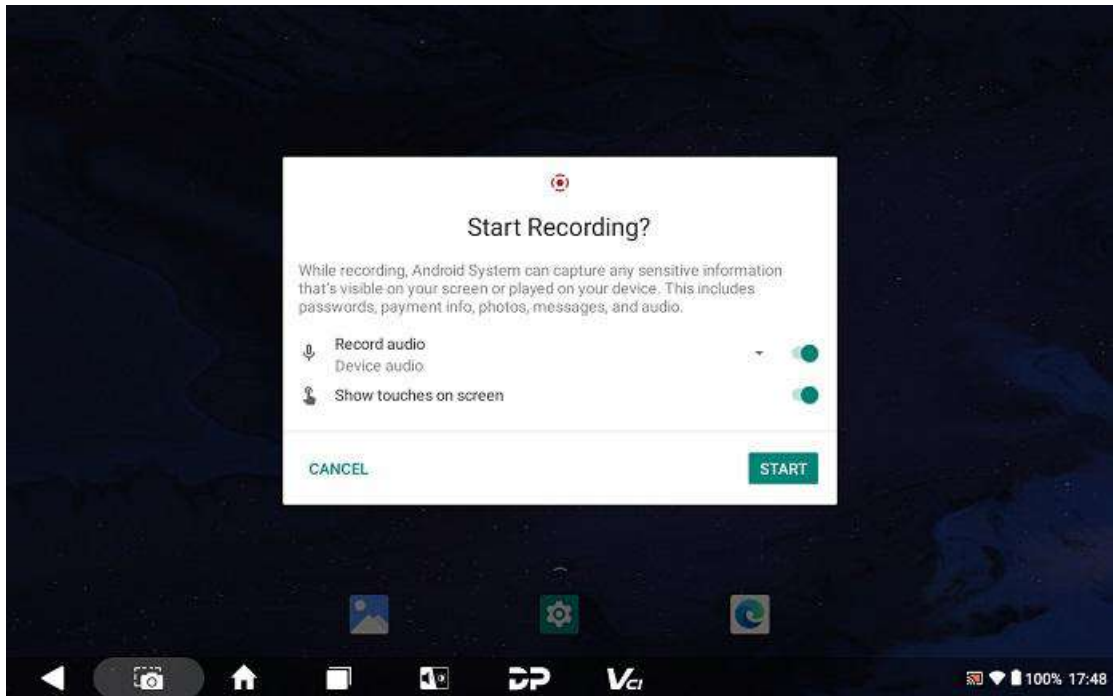 Start Recording?
While recording, Android System can capture any sensitive information
that's visible on your screen or played on your device. This includes
passwords, payment info, photos, messages, and audio.
Record audio
Device audio
Show touches on screen
CANCEL START
DP VCI 100% 17:48